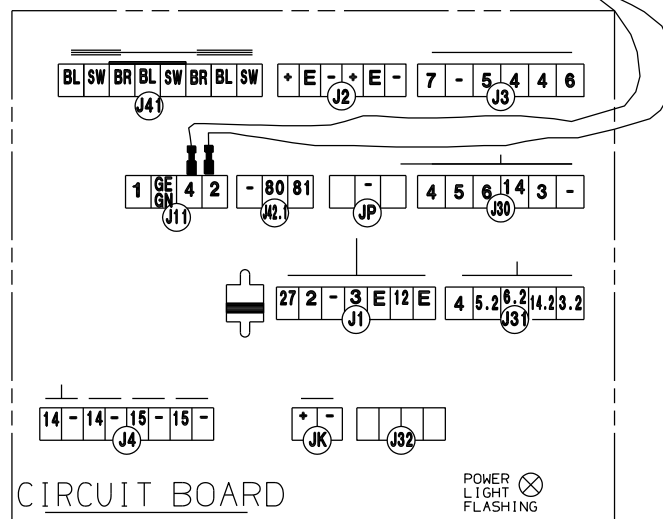 BL SW BR BL SW BR BL SW
J41
+ E - + E -
J2
7 - 5 4 4 6
J3
1 GE GN 4 2
J11
- 80 81
J42.1
-
JP
4 5 6 14 3 -
J30
27 2 - 3 E 12 E
J1
4 5.2 6.2 14.2 3.2
J31
14 - 14 - 15 - 15 -
J4
+ -
JK
J32
CIRCUIT BOARD
POWER
LIGHT
FLASHING